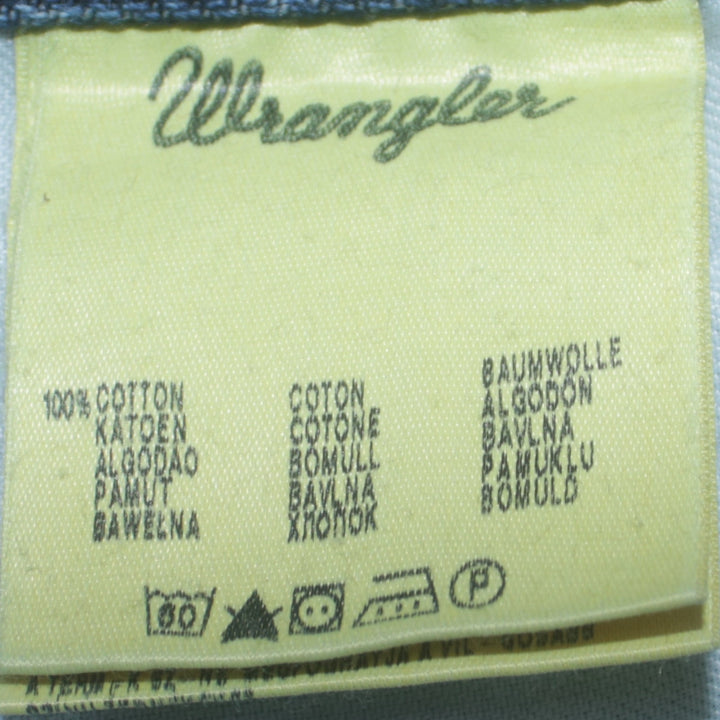 Wrangler
100% COTTON
KATOEN
ALGODAO
PAMUT
BAWEŁNA
COTON
COTONE
BOMULL
BAVLNA
ХЛОПОК
BAUMWOLLE
ALGODÓN
BAVLNA
PAMUKLU
BOMULD
60
P